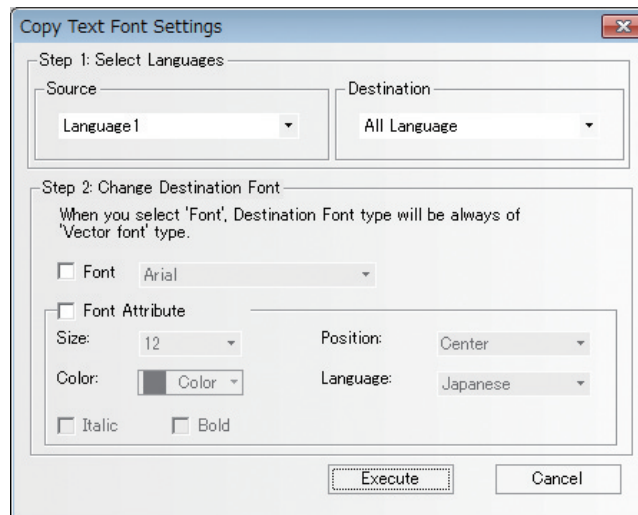 Copy Text Font Settings
Step 1: Select Languages
Source
Destination
Language1
All Language
Step 2: Change Destination Font
When you select 'Font', Destination Font type will be always of
'Vector font' type.
Font Arial
Font Attribute
Size: 12 Position: Center
Color: Color Language: Japanese
Italic Bold
Execute Cancel